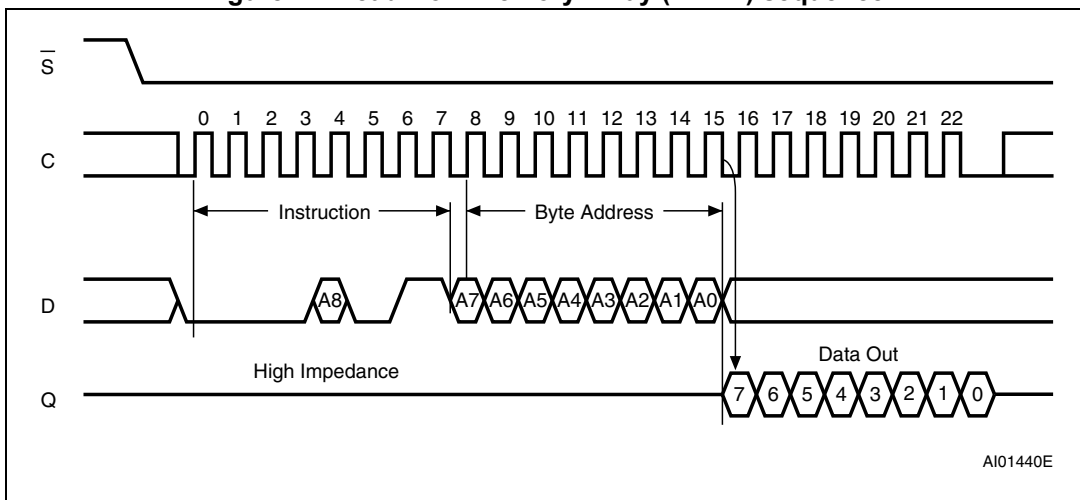 S
0 1 2 3 4 5 6 7 8 9 10 11 12 13 14 15 16 17 18 19 20 21 22
C
Instruction Byte Address
D
A8 A7 A6 A5 A4 A3 A2 A1 A0
High Impedance
Data Out
Q
7 6 5 4 3 2 1 0
AI01440E